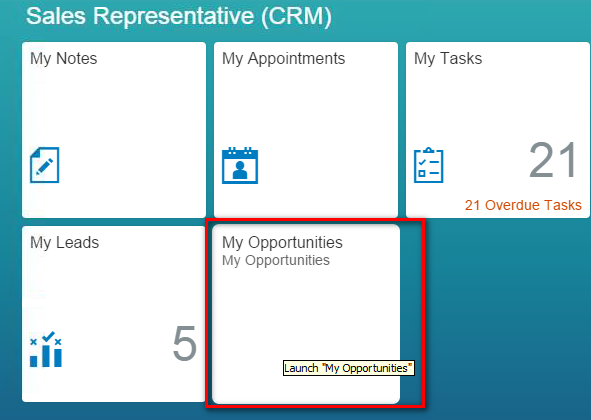 Sales Representative (CRM)
My Notes
My Appointments
My Tasks
21
21 Overdue Tasks
My Leads
5
My Opportunities
My Opportunities
Launch "My Opportunities"